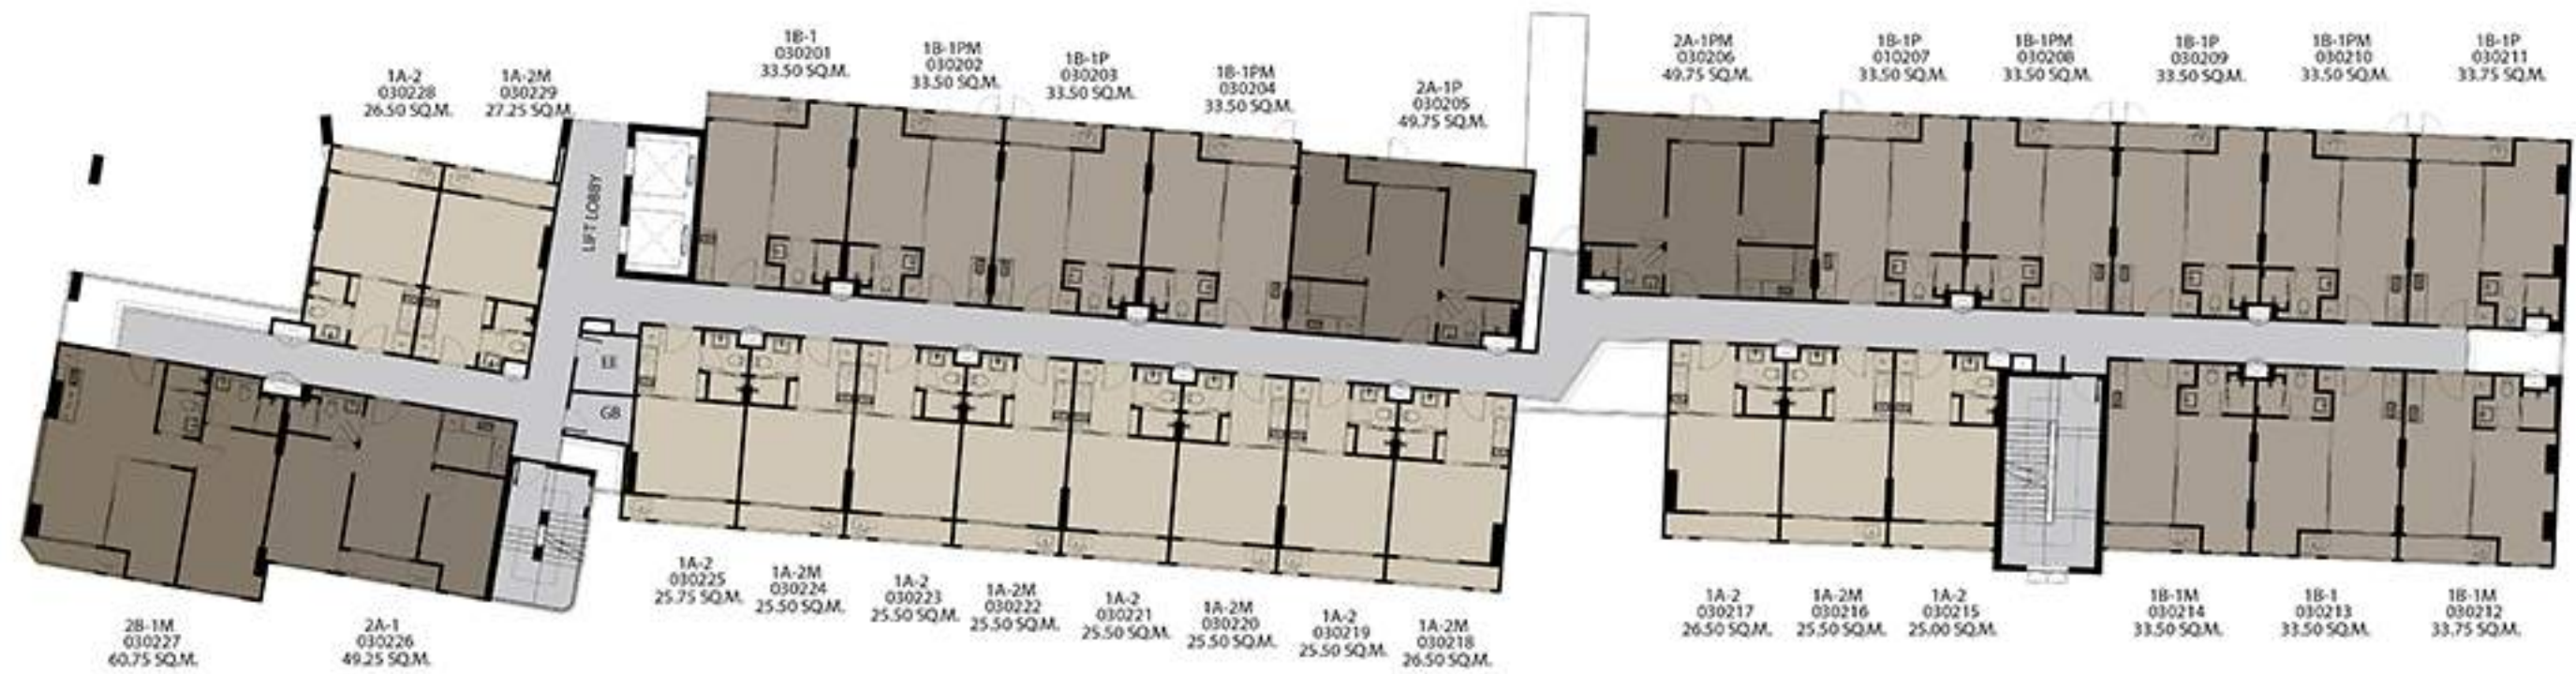 1A-2
030228
26.50 SQ.M.
1A-2M
030229
27.25 SQ.M.
1B-1
030201
33.50 SQ.M.
1B-1PM
030202
33.50 SQ.M.
1B-1P
030203
33.50 SQ.M.
1B-1PM
030204
33.50 SQ.M.
2A-1P
030205
49.75 SQ.M.
2A-1PM
030206
49.75 SQ.M.
1B-1P
010207
33.50 SQ.M.
1B-1PM
030208
33.50 SQ.M.
1B-1P
030209
33.50 SQ.M.
1B-1PM
030210
33.50 SQ.M.
1B-1P
030211
33.75 SQ.M.
LIFT LOBBY
EE
GB
2B-1M
030227
60.75 SQ.M.
2A-1
030226
49.25 SQ.M.
1A-2
030225
25.75 SQ.M.
1A-2M
030224
25.50 SQ.M.
1A-2
030223
25.50 SQ.M.
1A-2M
030222
25.50 SQ.M.
1A-2
030221
25.50 SQ.M.
1A-2M
030220
25.50 SQ.M.
1A-2
030219
25.50 SQ.M.
1A-2M
030218
26.50 SQ.M.
1A-2
030217
26.50 SQ.M.
1A-2M
030216
25.50 SQ.M.
1A-2
030215
25.00 SQ.M.
1B-1M
030214
33.50 SQ.M.
1B-1
030213
33.50 SQ.M.
1B-1M
030212
33.75 SQ.M.